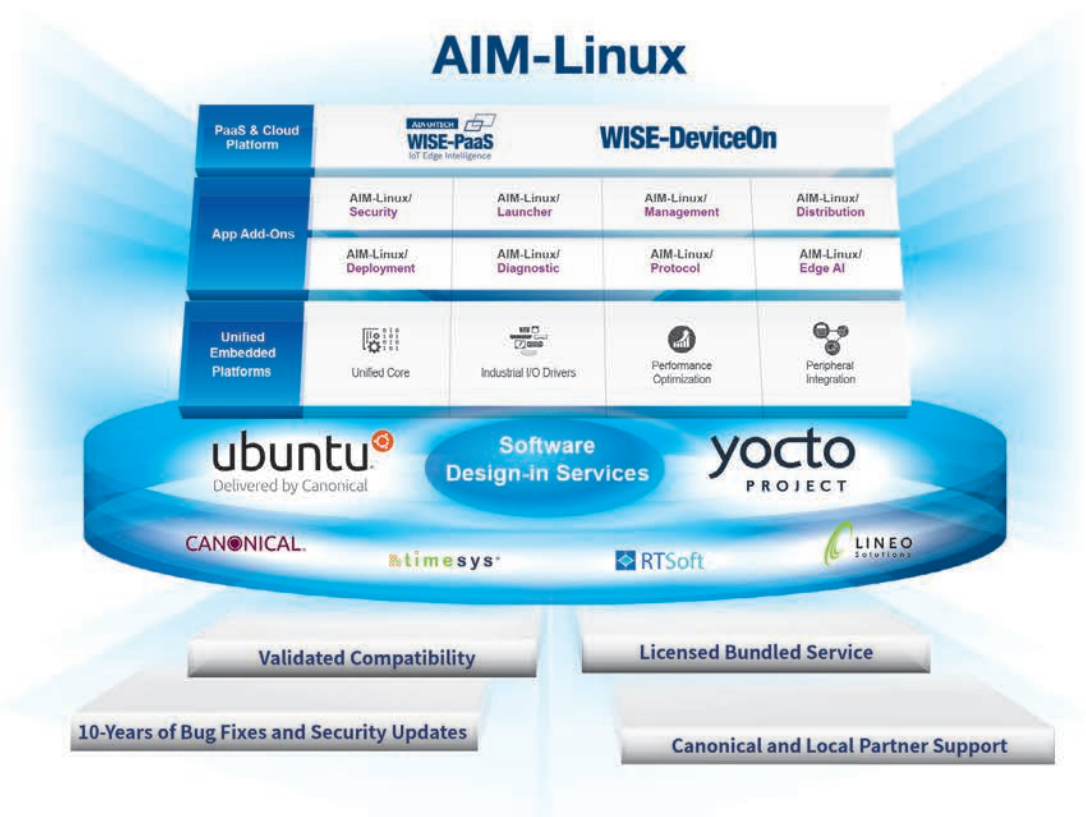 AIM-Linux
PaaS & Cloud
Platform
ADVANTECH
WISE-PaaS
IoT Edge Intelligence
WISE-DeviceOn
App Add-Ons
AIM-Linux/
Security
AIM-Linux/
Launcher
AIM-Linux/
Management
AIM-Linux/
Distribution
AIM-Linux/
Deployment
AIM-Linux/
Diagnostic
AIM-Linux/
Protocol
AIM-Linux/
Edge AI
Unified
Embedded
Platforms
Unified Core
Industrial I/O Drivers
Performance
Optimization
Peripheral
Integration
ubuntu
Delivered by Canonical
Software
Design-in Services
yocto
PROJECT
CANONICAL
timesys
RTSoft
LINEO
Solutions
Validated Compatibility
Licensed Bundled Service
10-Years of Bug Fixes and Security Updates
Canonical and Local Partner Support